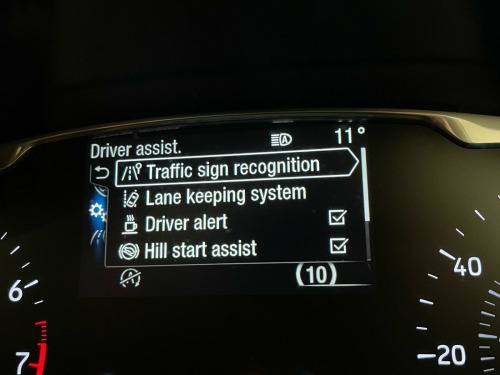 Driver assist.
11°
Traffic sign recognition
Lane keeping system
Driver alert
Hill start assist
(10)
6
7
40
20